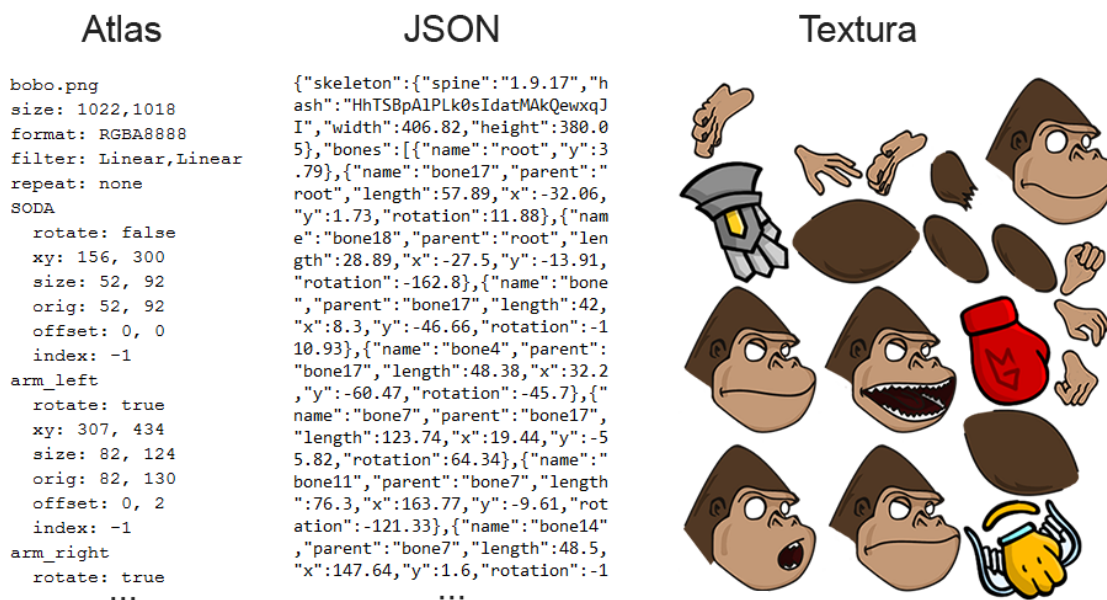 Atlas
bobo.png
size: 1022,1018
format: RGBA8888
filter: Linear,Linear
repeat: none
SODA
rotate: false
xy: 156, 300
size: 52, 92
orig: 52, 92
offset: 0, 0
index: -1
arm_left
rotate: true
xy: 307, 434
size: 82, 124
orig: 82, 130
offset: 0, 2
index: -1
arm_right
rotate: true
...
JSON
{"skeleton":{"spine":"1.9.17","h
ash":"HhTSBpAlPLk0sIdatMAkQewxqJ
I","width":406.82,"height":380.0
5},"bones":[{"name":"root","y":3
.79},{"name":"bone17","parent":"
root","length":57.89,"x":-32.06,
"y":1.73,"rotation":11.88},{"nam
e":"bone18","parent":"root","len
gth":28.89,"x":-27.5,"y":-13.91,
"rotation":-162.8},{"name":"bone
","parent":"bone17","length":42,
"x":8.3,"y":-46.66,"rotation":-1
10.93},{"name":"bone4","parent":
"bone17","length":48.38,"x":32.2
,"y":-60.47,"rotation":-45.7},{"
name":"bone7","parent":"bone17",
"length":123.74,"x":19.44,"y":-5
5.82,"rotation":64.34},{"name":"
bone11","parent":"bone7","length
":76.3,"x":163.77,"y":-9.61,"rot
ation":-121.33},{"name":"bone14"
,"parent":"bone7","length":48.5,
"x":147.64,"y":1.6,"rotation":-1
...
Textura